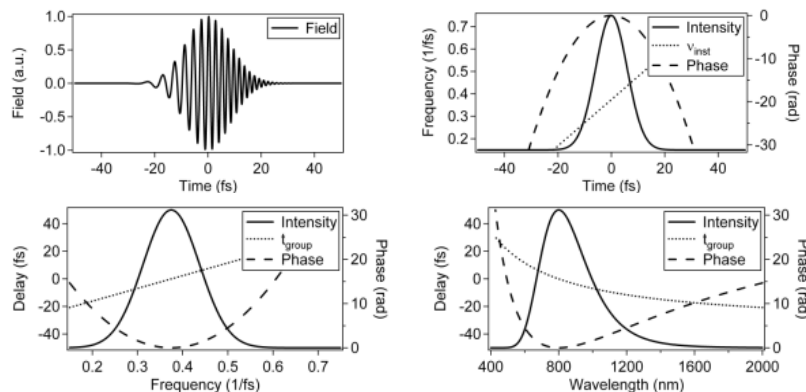 Field (a.u.)
1.0
0.5
0.0
-0.5
-1.0
-40
-20
0
20
40
Time (fs)
Field
Frequency (1/fs)
0.7
0.6
0.5
0.4
0.3
0.2
-40
-20
0
20
40
Time (fs)
Intensity
νinst
Phase
0
-10
-20
-30
Phase (rad)
Delay (fs)
40
20
0
-20
-40
0.2
0.3
0.4
0.5
0.6
0.7
Frequency (1/fs)
Intensity
tgroup
Phase
30
20
10
0
Phase (rad)
Delay (fs)
40
20
0
-20
-40
400
800
1200
1600
2000
Wavelength (nm)
Intensity
tgroup
Phase
30
20
10
0
Phase (rad)